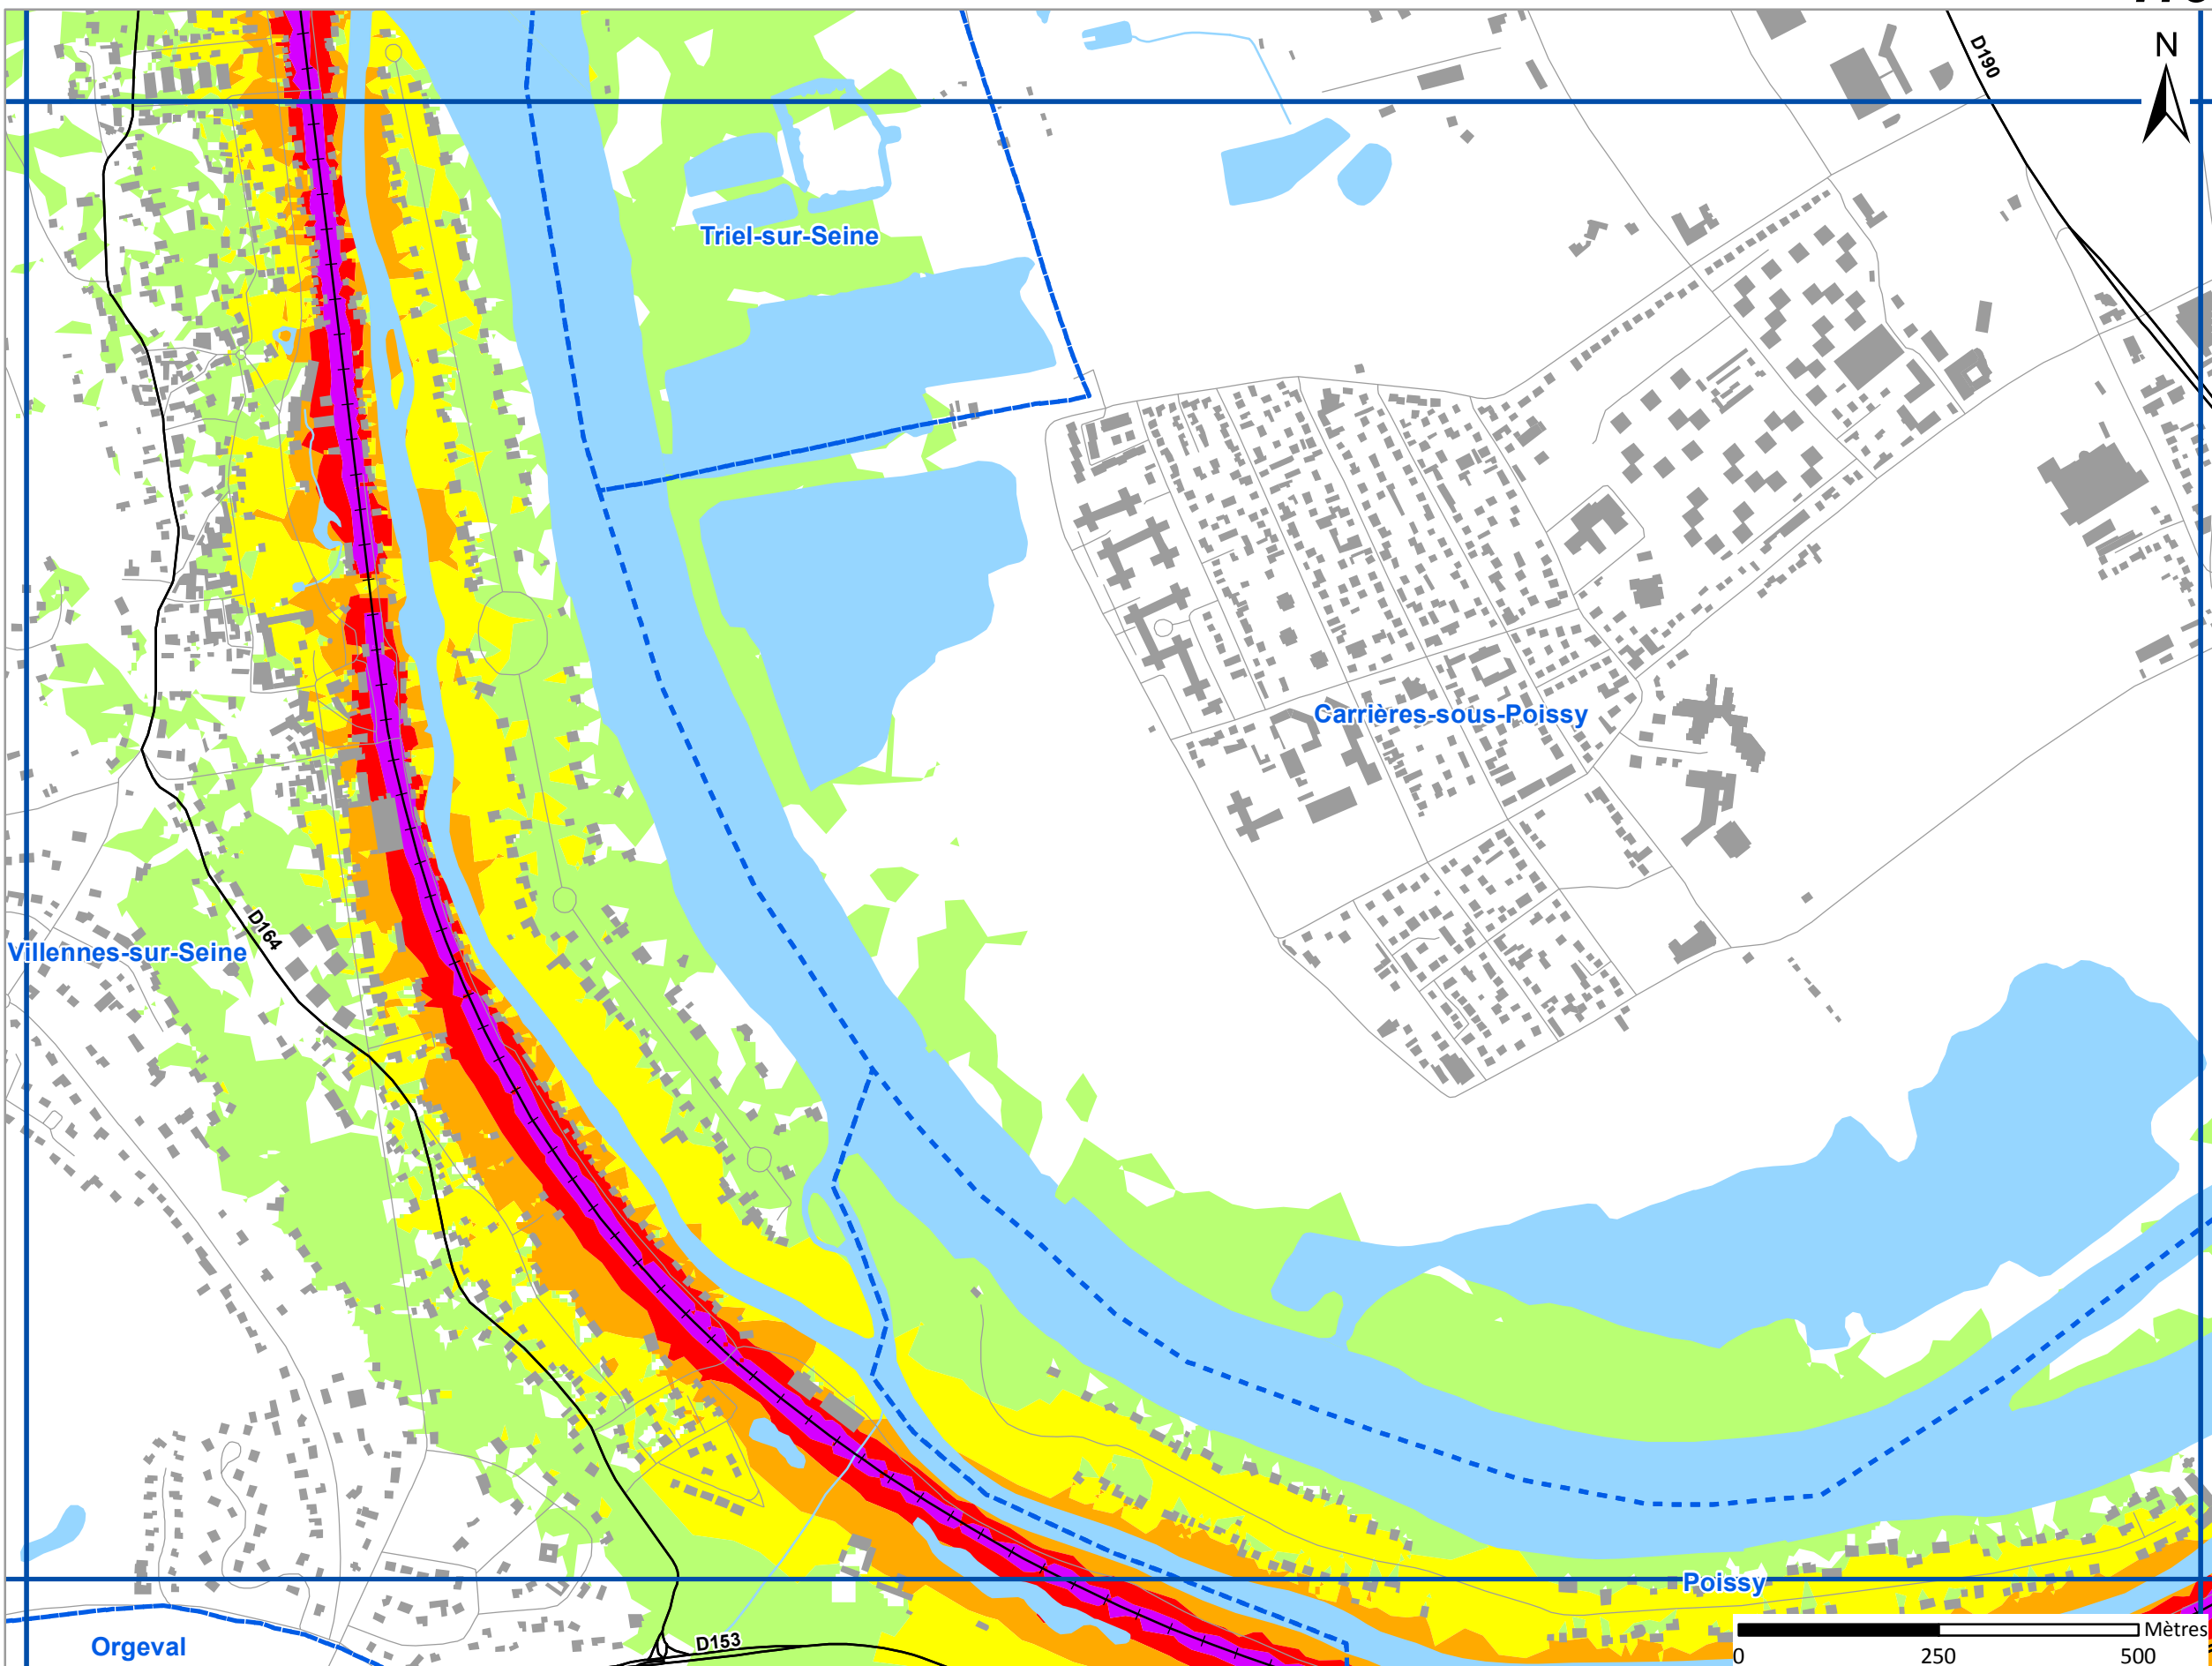 D190
N
Triel-sur-Seine
Carrières-sous-Poissy
D164
Villennes-sur-Seine
Poissy
Mètres
0 250 500
D153
Orgeval